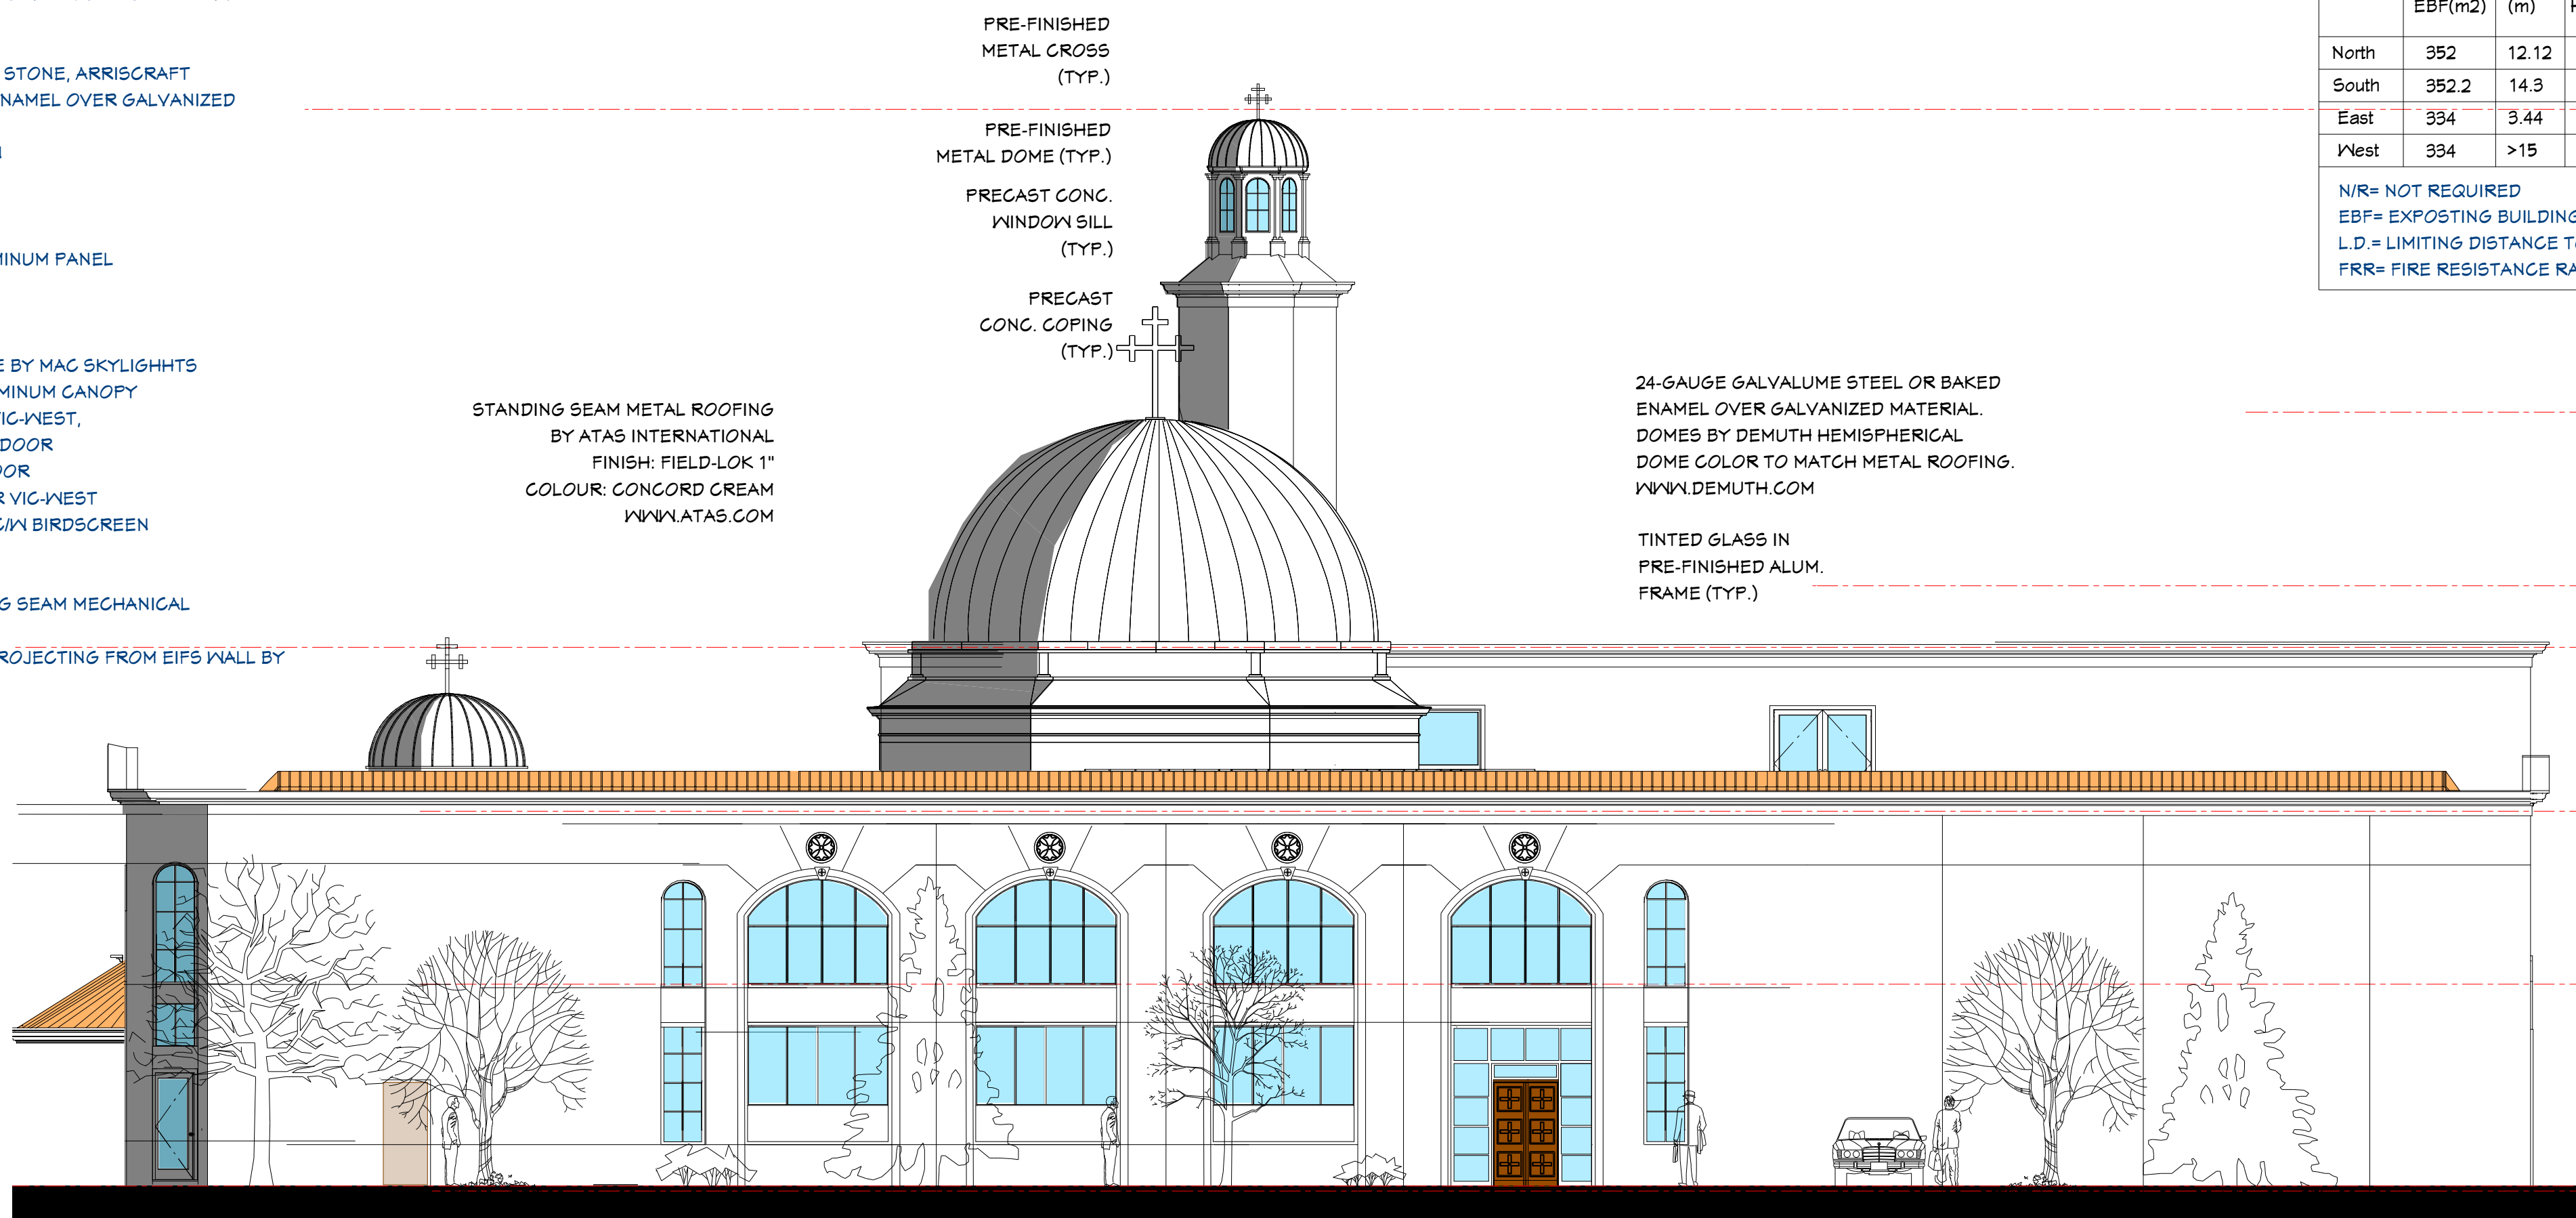 STONE, ARRISCRAFT
NAMEL OVER GALVANIZED
MINUM PANEL
E BY MAC SKYLIGHHTS
MINUM CANOPY
VIC-WEST,
DOOR
OOR
R VIC-WEST
C/W BIRDSCREEN
G SEAM MECHANICAL
ROJECTING FROM EIFS WALL BY
STANDING SEAM METAL ROOFING
BY ATAS INTERNATIONAL
FINISH: FIELD-LOK 1"
COLOUR: CONCORD CREAM
WWW.ATAS.COM
PRE-FINISHED
METAL CROSS
(TYP.)
PRE-FINISHED
METAL DOME (TYP.)
PRECAST CONC.
WINDOW SILL
(TYP.)
PRECAST
CONC. COPING
(TYP.)
24-GAUGE GALVALUME STEEL OR BAKED
ENAMEL OVER GALVANIZED MATERIAL.
DOMES BY DEMUTH HEMISPHERICAL
DOME COLOR TO MATCH METAL ROOFING.
WWW.DEMUTH.COM
TINTED GLASS IN
PRE-FINISHED ALUM.
FRAME (TYP.)
EBF(m2) (m)
North 352 12.12
South 352.2 14.3
East 334 3.44
West 334 >15
N/R= NOT REQUIRED
EBF= EXPOSTING BUILDING
L.D.= LIMITING DISTANCE T
FRR= FIRE RESISTANCE RA